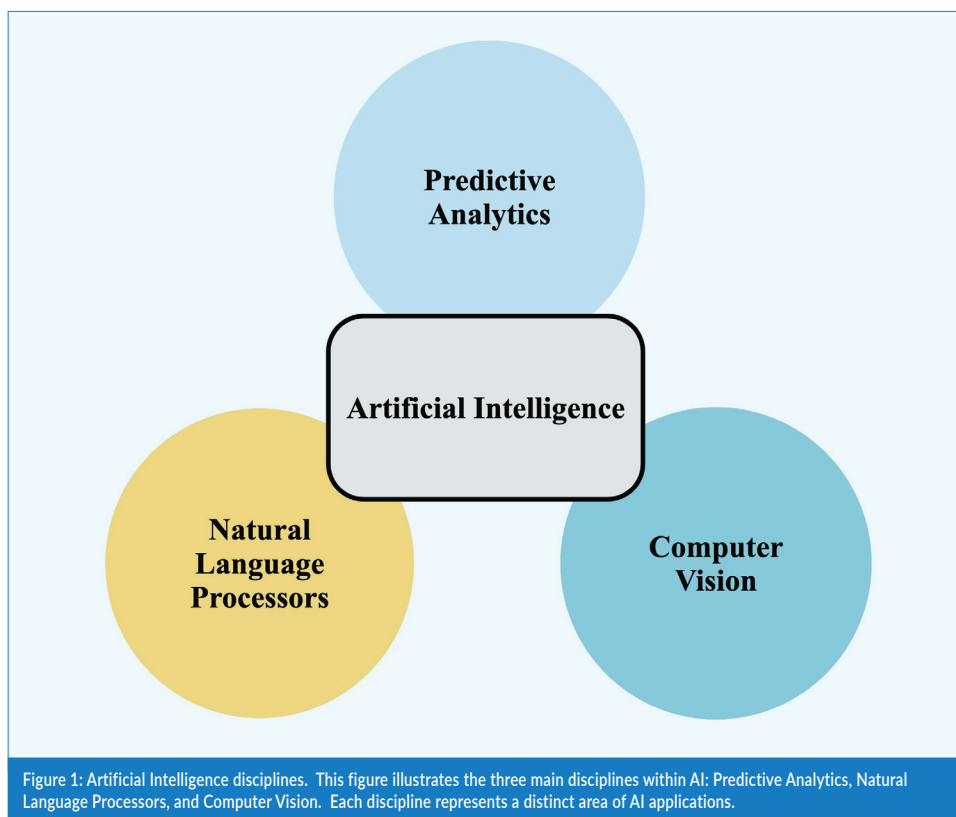 Predictive
Analytics
Artificial Intelligence
Natural
Language
Processors
Computer
Vision
Figure 1: Artificial Intelligence disciplines. This figure illustrates the three main disciplines within AI: Predictive Analytics, Natural
Language Processors, and Computer Vision. Each discipline represents a distinct area of AI applications.